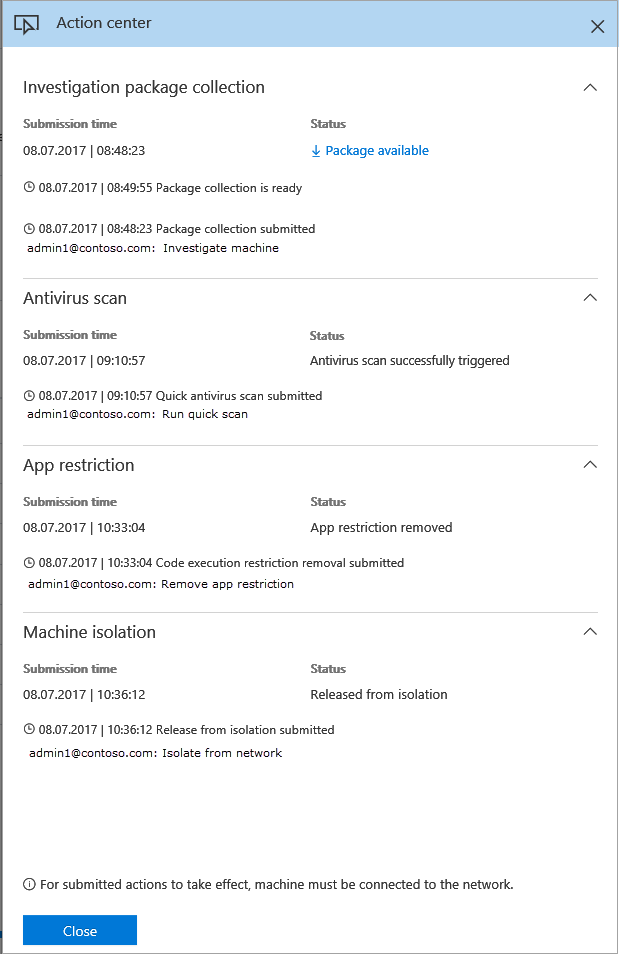 Action center
Investigation package collection
Submission time Status
08.07.2017 | 08:48:23 Package available
08.07.2017 | 08:49:55 Package collection is ready
08.07.2017 | 08:48:23 Package collection submitted
admin1@contoso.com: Investigate machine
Antivirus scan
Submission time Status
08.07.2017 | 09:10:57 Antivirus scan successfully triggered
08.07.2017 | 09:10:57 Quick antivirus scan submitted
admin1@contoso.com: Run quick scan
App restriction
Submission time Status
08.07.2017 | 10:33:04 App restriction removed
08.07.2017 | 10:33:04 Code execution restriction removal submitted
admin1@contoso.com: Remove app restriction
Machine isolation
Submission time Status
08.07.2017 | 10:36:12 Released from isolation
08.07.2017 | 10:36:12 Release from isolation submitted
admin1@contoso.com: Isolate from network
For submitted actions to take effect, machine must be connected to the network.
Close